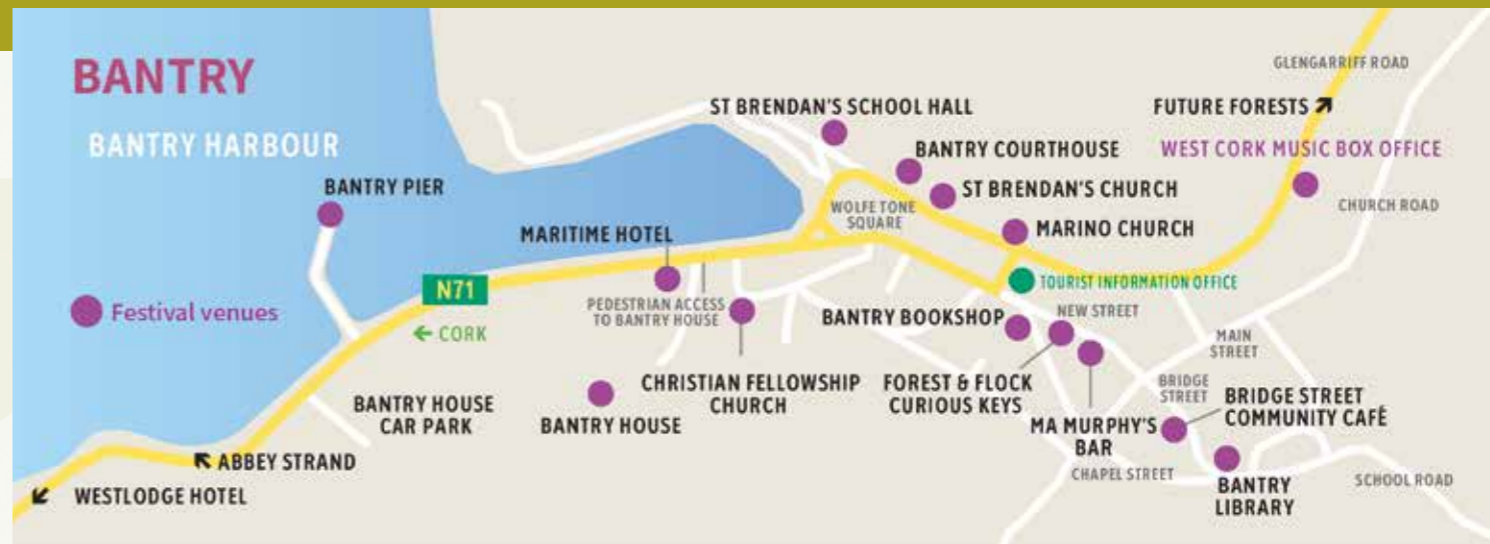 BANTRY
BANTRY HARBOUR
BANTRY PIER
Festival venues
N71
← CORK
MARITIME HOTEL
PEDESTRIAN ACCESS
TO BANTRY HOUSE
BANTRY HOUSE
CAR PARK
BANTRY HOUSE
CHRISTIAN FELLOWSHIP
CHURCH
ABBEY STRAND
WESTLODGE HOTEL
ST BRENDAN'S SCHOOL HALL
BANTRY COURTHOUSE
ST BRENDAN'S CHURCH
WOLFE TONE
SQUARE
MARINO CHURCH
TOURIST INFORMATION OFFICE
GLENGARRIFF ROAD
FUTURE FORESTS
WEST CORK MUSIC BOX OFFICE
CHURCH ROAD
BANTRY BOOKSHOP
NEW STREET
FOREST & FLOCK
CURIOUS KEYS
MA MURPHY'S
BAR
MAIN
STREET
BRIDGE
STREET
BRIDGE STREET
COMMUNITY CAFÉ
CHAPEL STREET
BANTRY
LIBRARY
SCHOOL ROAD